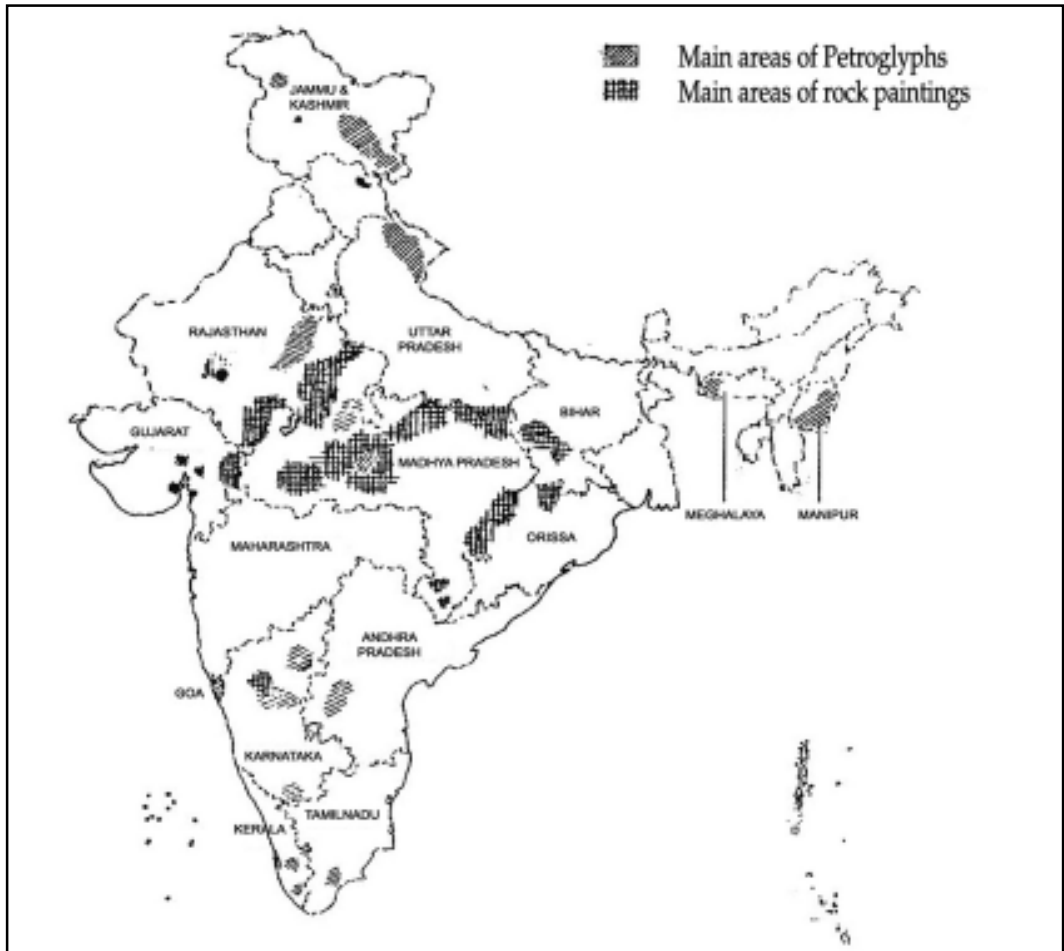 Main areas of Petroglyphs
Main areas of rock paintings
JAMMU &
KASHMIR
RAJASTHAN
UTTAR
PRADESH
GUJARAT
BIHAR
MADHYA PRADESH
MEGHALAYA
MANIPUR
ORISSA
MAHARASHTRA
ANDHRA
PRADESH
GOA
KARNATAKA
TAMILNADU
KERALA